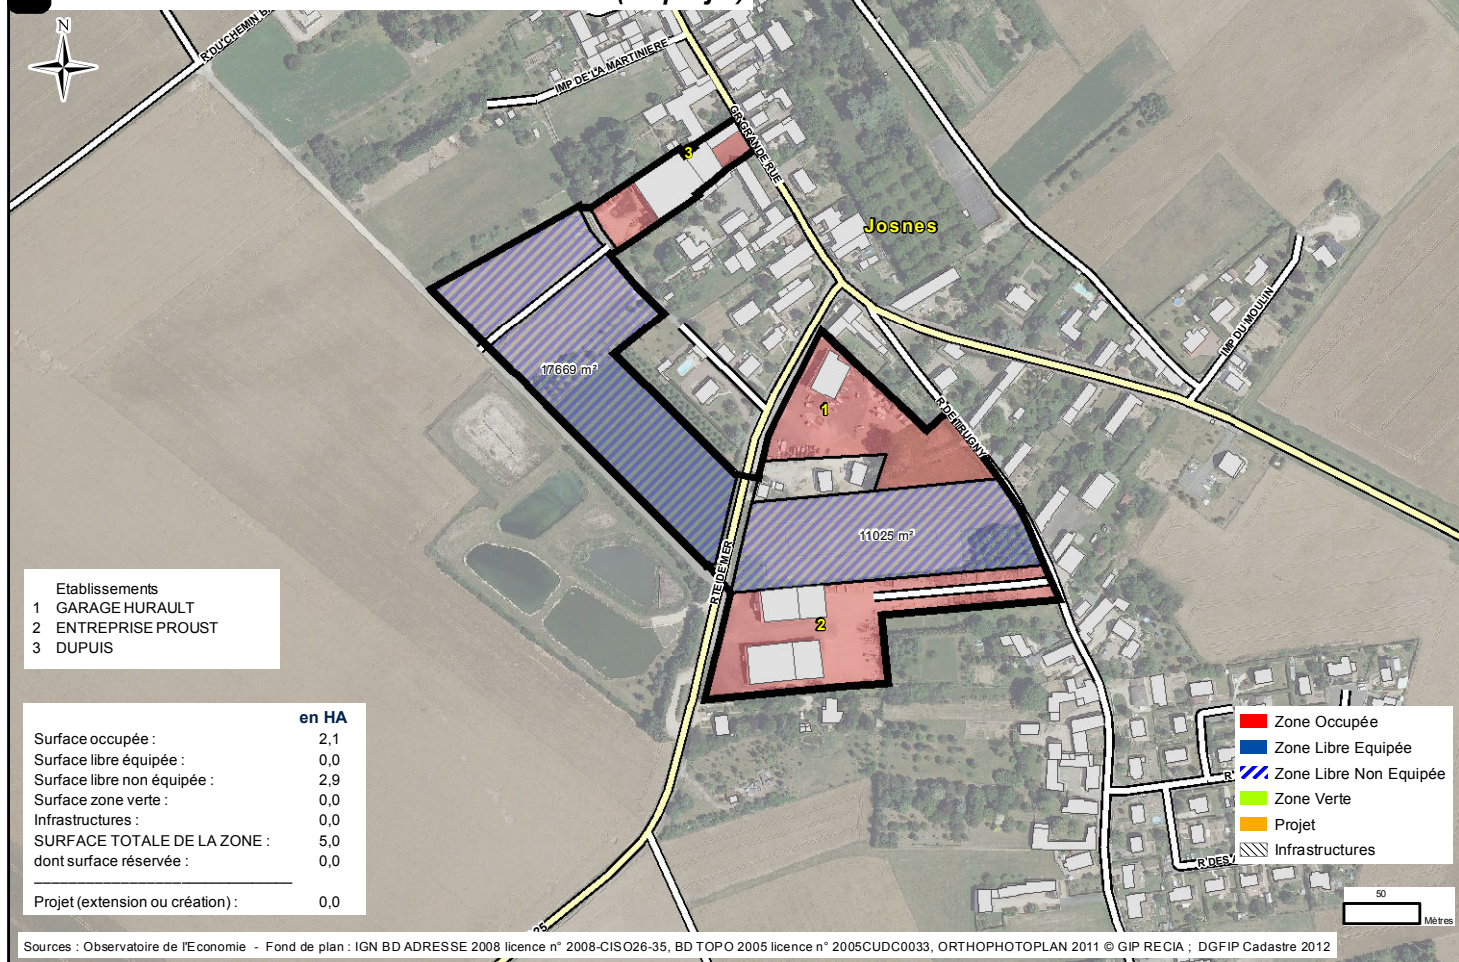 N
R DU CHEMIN
IMP DE LA MARTINIERE
GR GRANDE RUE
3
Josnes
IMP DU MOULIN
17669 m²
1
R DE TRUGNY
11025 m²
RTE DE MER
2
Etablissements
1 GARAGE HURAULT
2 ENTREPRISE PROUST
3 DUPUIS
en HA
Surface occupée : 2,1
Surface libre équipée : 0,0
Surface libre non équipée : 2,9
Surface zone verte : 0,0
Infrastructures : 0,0
SURFACE TOTALE DE LA ZONE : 5,0
dont surface réservée : 0,0
Projet (extension ou création) : 0,0
Zone Occupée
Zone Libre Equipée
Zone Libre Non Equipée
Zone Verte
Projet
Infrastructures
R DES
50
Mètres
25
Sources : Observatoire de l'Economie - Fond de plan : IGN BD ADRESSE 2008 licence n° 2008-CISO26-35, BD TOPO 2005 licence n° 2005CUDC0033, ORTHOPHOTOPLAN 2011 © GIP RECIA ; DGFIP Cadastre 2012